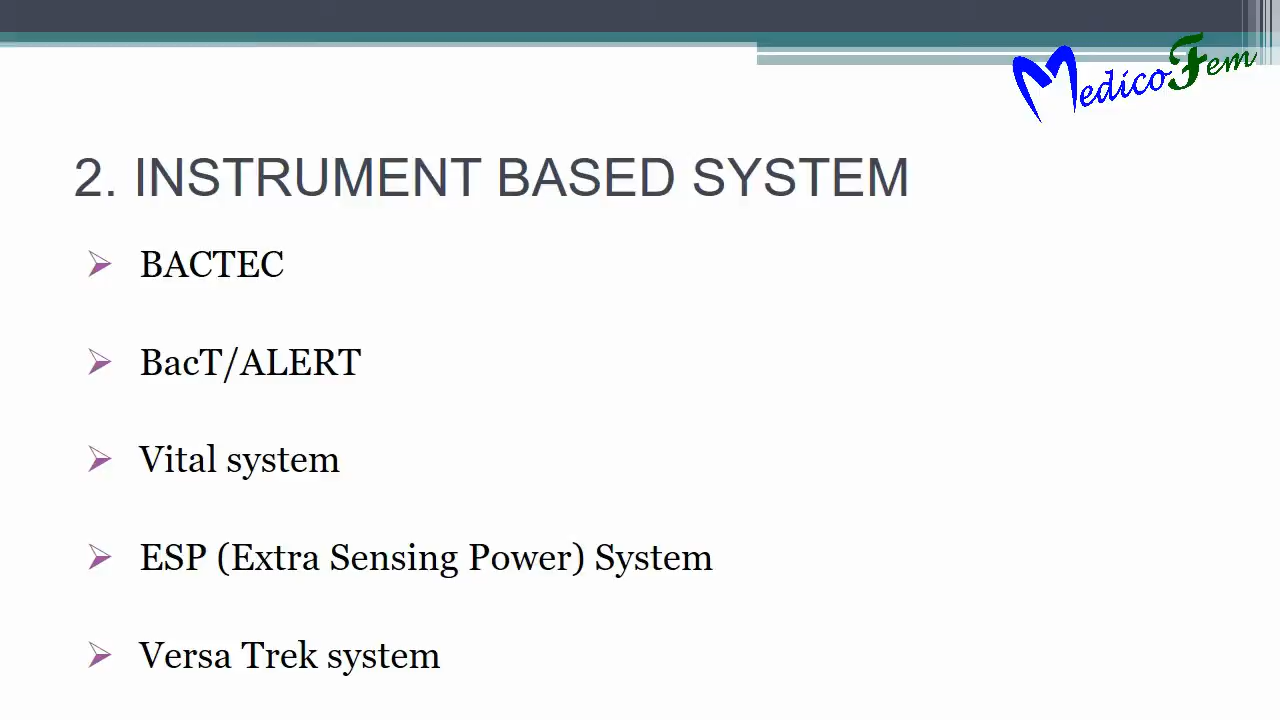 MedicoFem
2. INSTRUMENT BASED SYSTEM
BACTEC
BacT/ALERT
Vital system
ESP (Extra Sensing Power) System
Versa Trek system